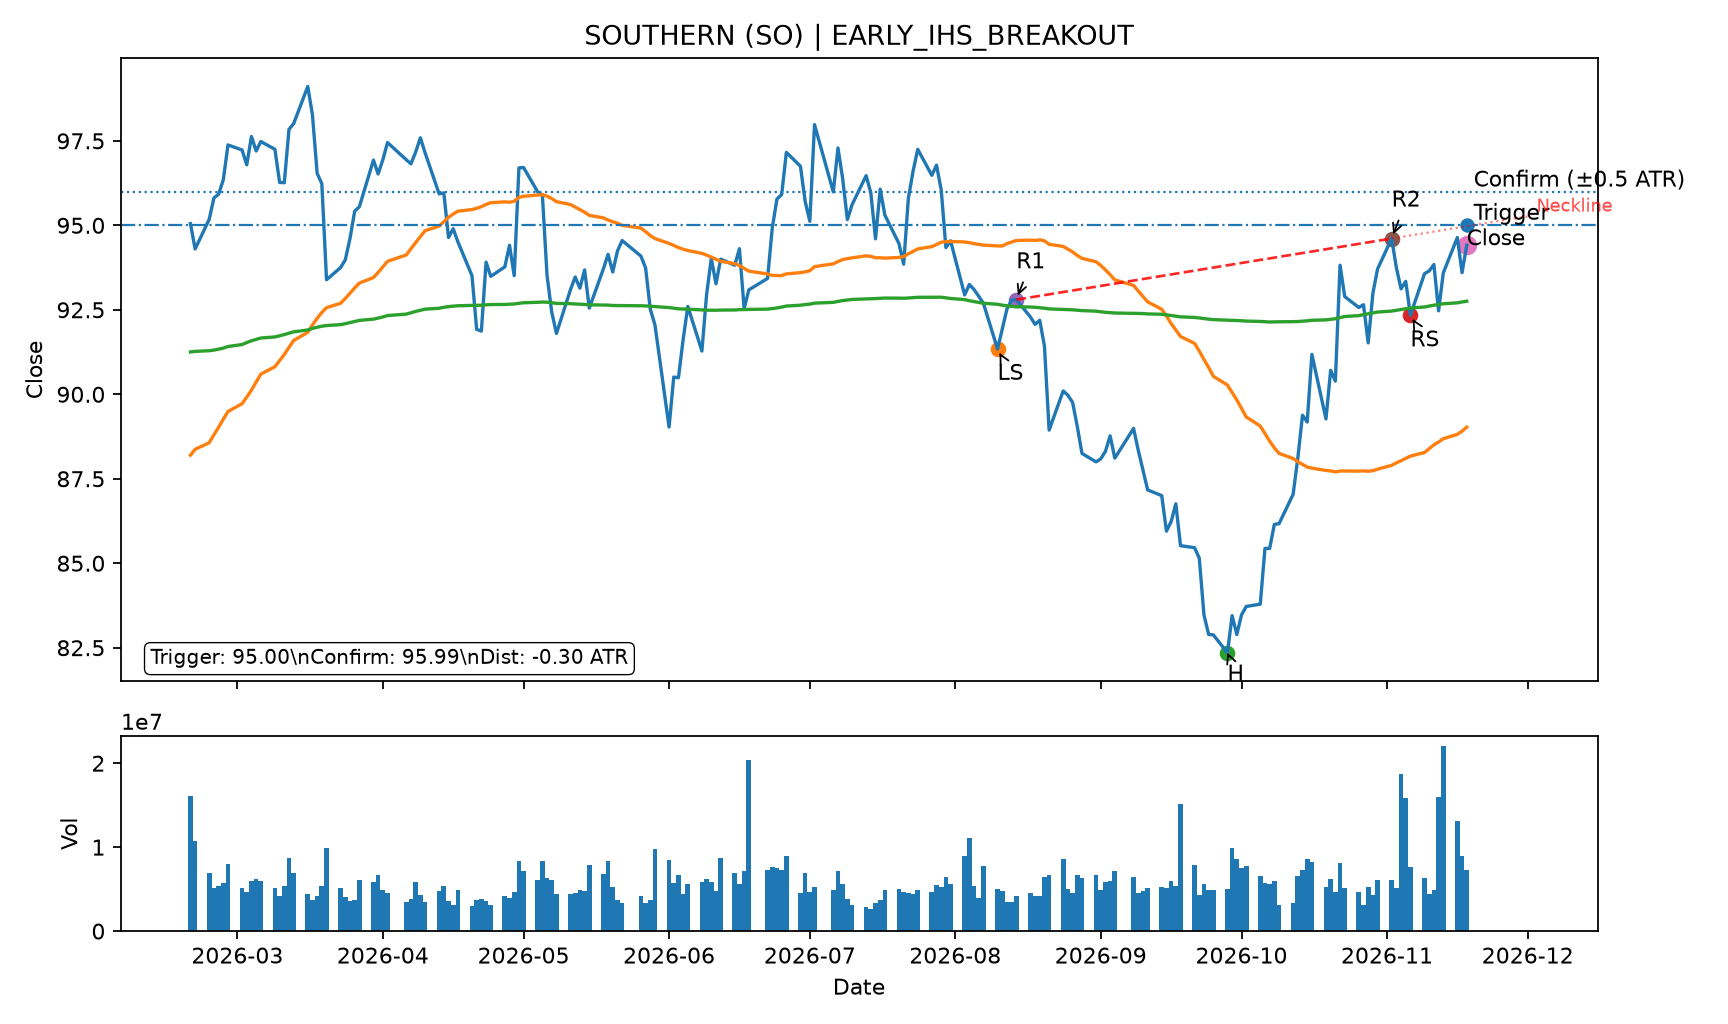 SOUTHERN (SO) | EARLY_IHS_BREAKOUT
Close
97.5
95.0
92.5
90.0
87.5
85.0
82.5
Confirm (±0.5 ATR)
Neckline
Trigger
Close
R2
R1
LS
RS
H
Trigger: 95.00\nConfirm: 95.99\nDist: -0.30 ATR
1e7
Vol
2
1
0
2026-03
2026-04
2026-05
2026-06
2026-07
2026-08
2026-09
2026-10
2026-11
2026-12
Date